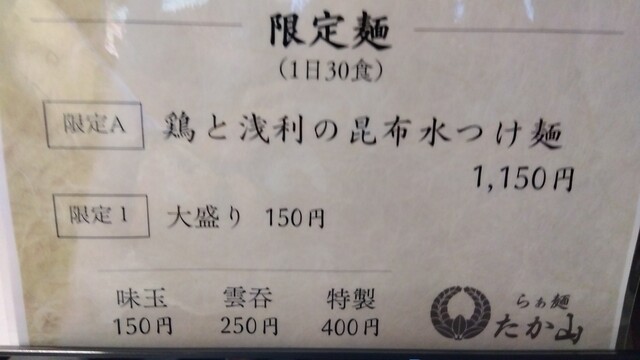 限定麺
(1日30食)
限定A 鶏と浅利の昆布水つけ麺
1,150円
限定1 大盛り 150円
味玉 雲呑 特製
150円 250円 400円
らぁ麺
たか山